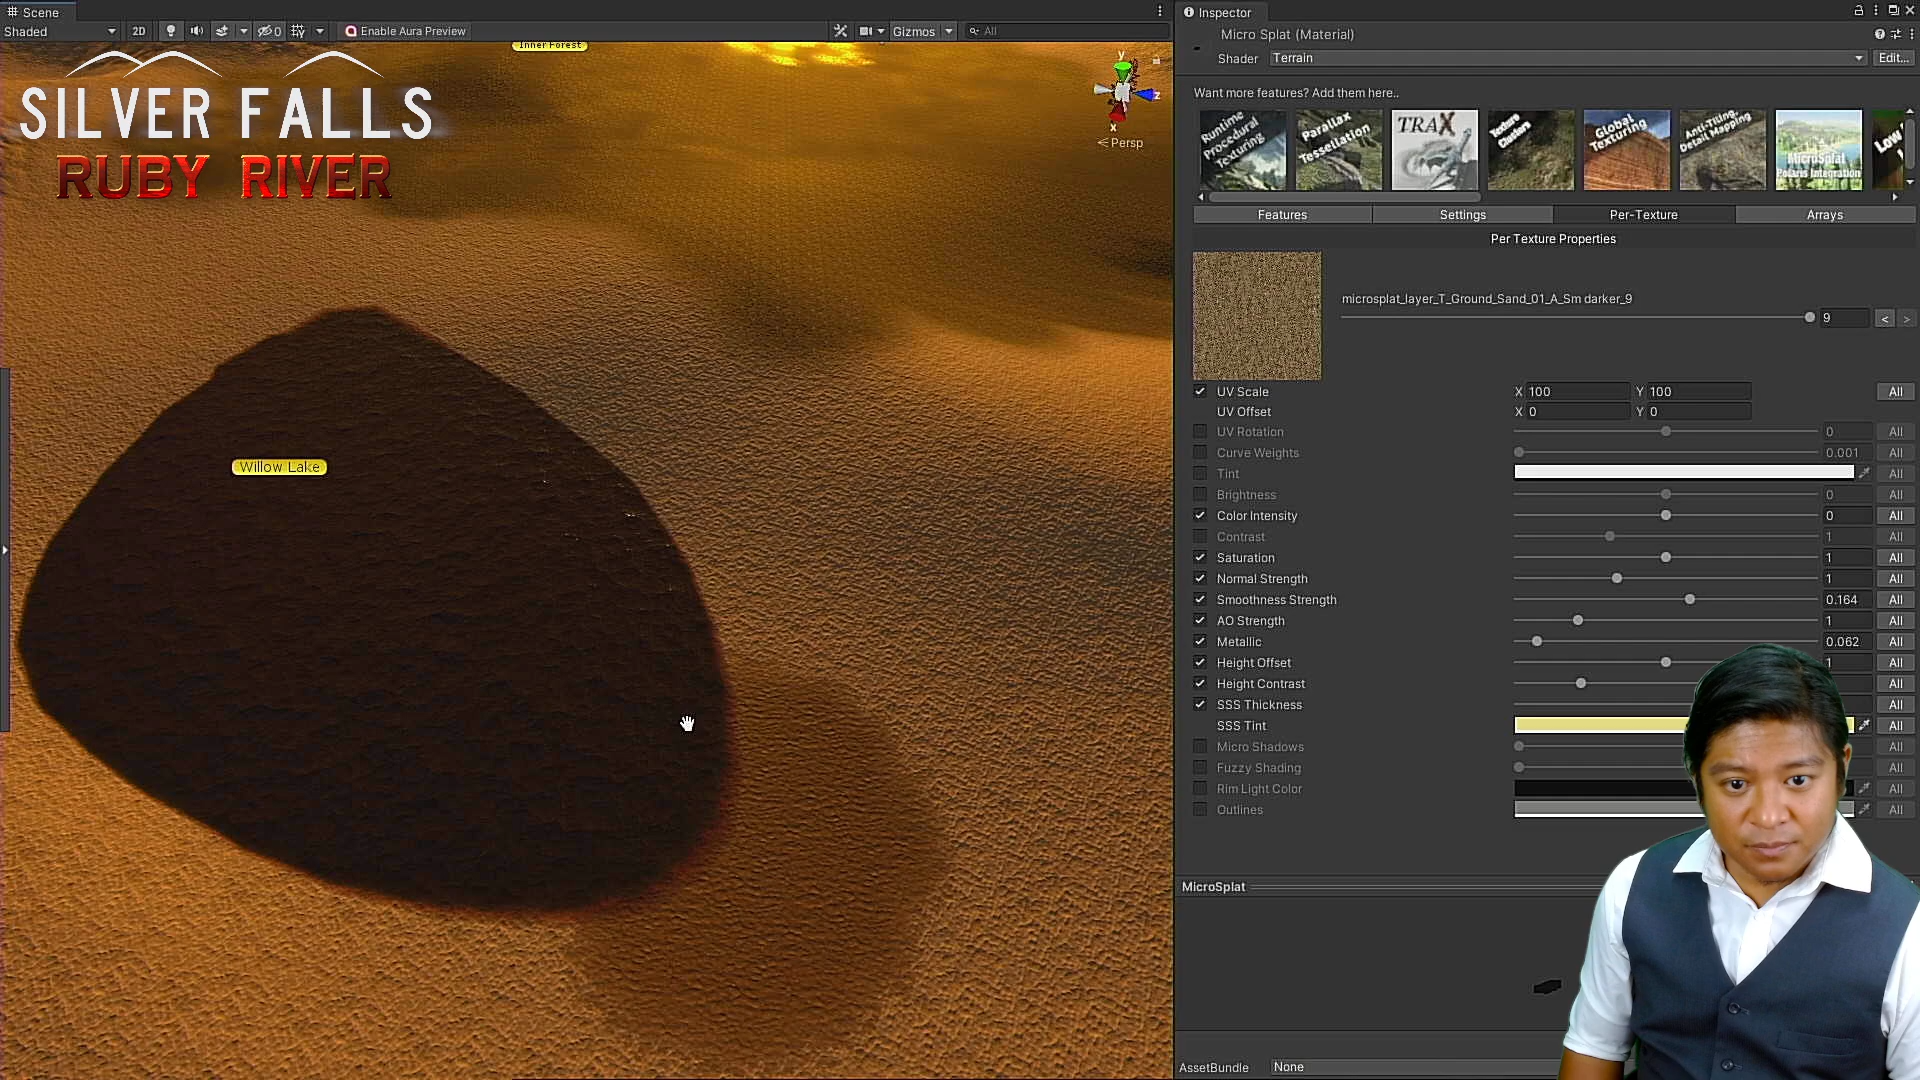 Scene
Shaded
2D
0
Enable Aura Preview
Gizmos
All
Inner Forest
SILVER FALLS
RUBY RIVER
y
z
x
Persp
Willow Lake
Inspector
Micro Splat (Material)
Shader
Terrain
Edit...
Want more features? Add them here..
Runtime
Procedural
Texturing
Parallax
Tessellation
TRAX
Texture
Clusters
Global
Texturing
Anti-Tiling
Detail Mapping
MicroSplat
Polaris Integration
Low
Features
Settings
Per-Texture
Arrays
Per Texture Properties
microsplat_layer_T_Ground_Sand_01_A_Sm darker_9
9
< >
UV Scale X 100 Y 100 All
UV Offset X 0 Y 0
UV Rotation 0 All
Curve Weights 0.001 All
Tint All
Brightness 0 All
Color Intensity 0 All
Contrast 1 All
Saturation 1 All
Normal Strength 1 All
Smoothness Strength 0.164 All
AO Strength 1 All
Metallic 0.062 All
Height Offset 1 All
Height Contrast All
SSS Thickness All
SSS Tint All
Micro Shadows All
Fuzzy Shading All
Rim Light Color All
Outlines All
MicroSplat
AssetBundle None